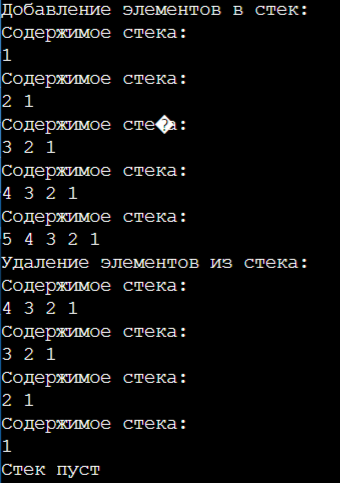 Добавление элементов в стек:
Содержимое стека:
1
Содержимое стека:
2 1
Содержимое сте�а:
3 2 1
Содержимое стека:
4 3 2 1
Содержимое стека:
5 4 3 2 1
Удаление элементов из стека:
Содержимое стека:
4 3 2 1
Содержимое стека:
3 2 1
Содержимое стека:
2 1
Содержимое стека:
1
Стек пуст